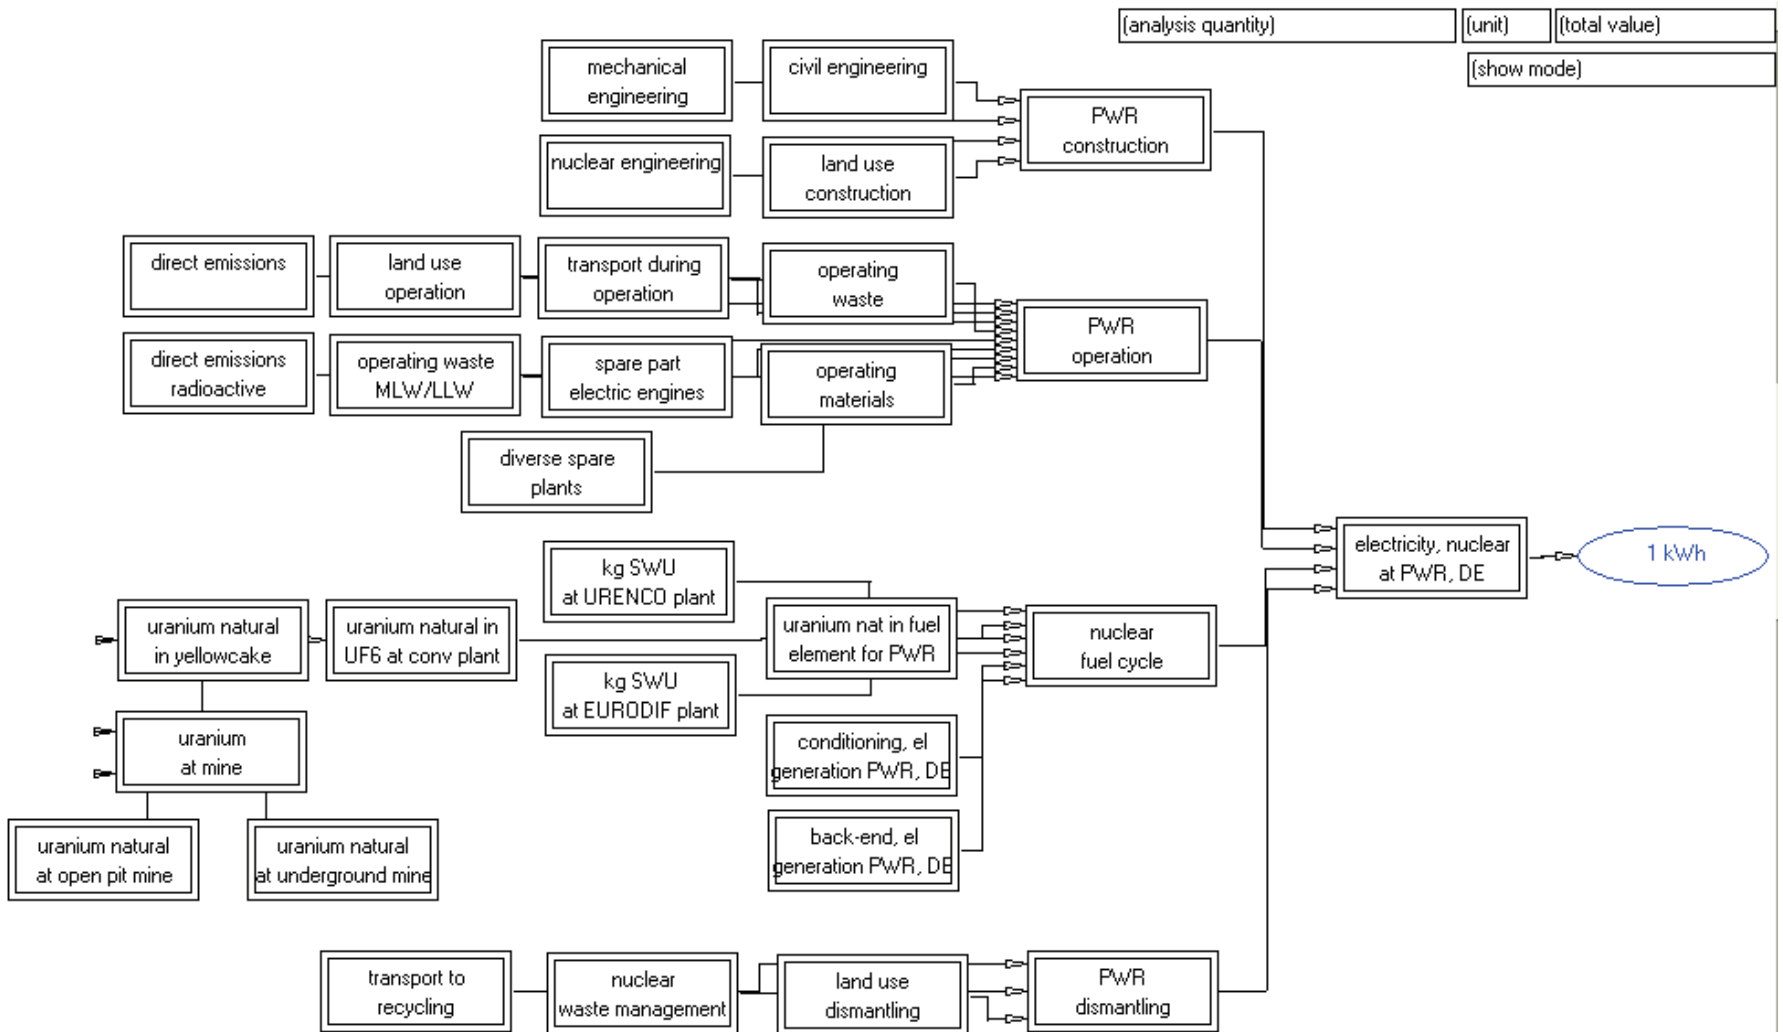 (analysis quantity)
(unit)
(total value)
(show mode)
mechanical
engineering
civil engineering
PWR
construction
nuclear engineering
land use
construction
direct emissions
land use
operation
transport during
operation
operating
waste
PWR
operation
direct emissions
radioactive
operating waste
MLW/LLW
spare part
electric engines
operating
materials
diverse spare
plants
electricity, nuclear
at PWR, DE
1 kWh
kg SWU
at URENCO plant
uranium natural
in yellowcake
uranium natural in
UF6 at conv plant
uranium nat in fuel
element for PWR
nuclear
fuel cycle
kg SWU
at EURODIF plant
uranium
at mine
conditioning, el
generation PWR, DE
uranium natural
at open pit mine
uranium natural
at underground mine
back-end, el
generation PWR, DE
transport to
recycling
nuclear
waste management
land use
dismantling
PWR
dismantling